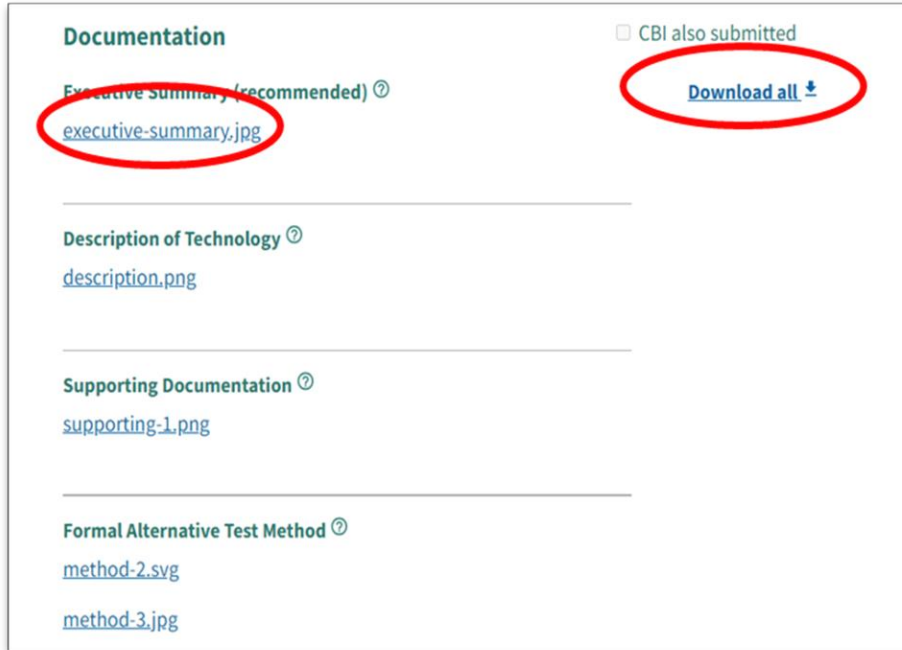 Documentation
CBI also submitted
Executive Summary (recommended) ?
Download all
executive-summary.jpg
Description of Technology ?
description.png
Supporting Documentation ?
supporting-1.png
Formal Alternative Test Method ?
method-2.svg
method-3.jpg